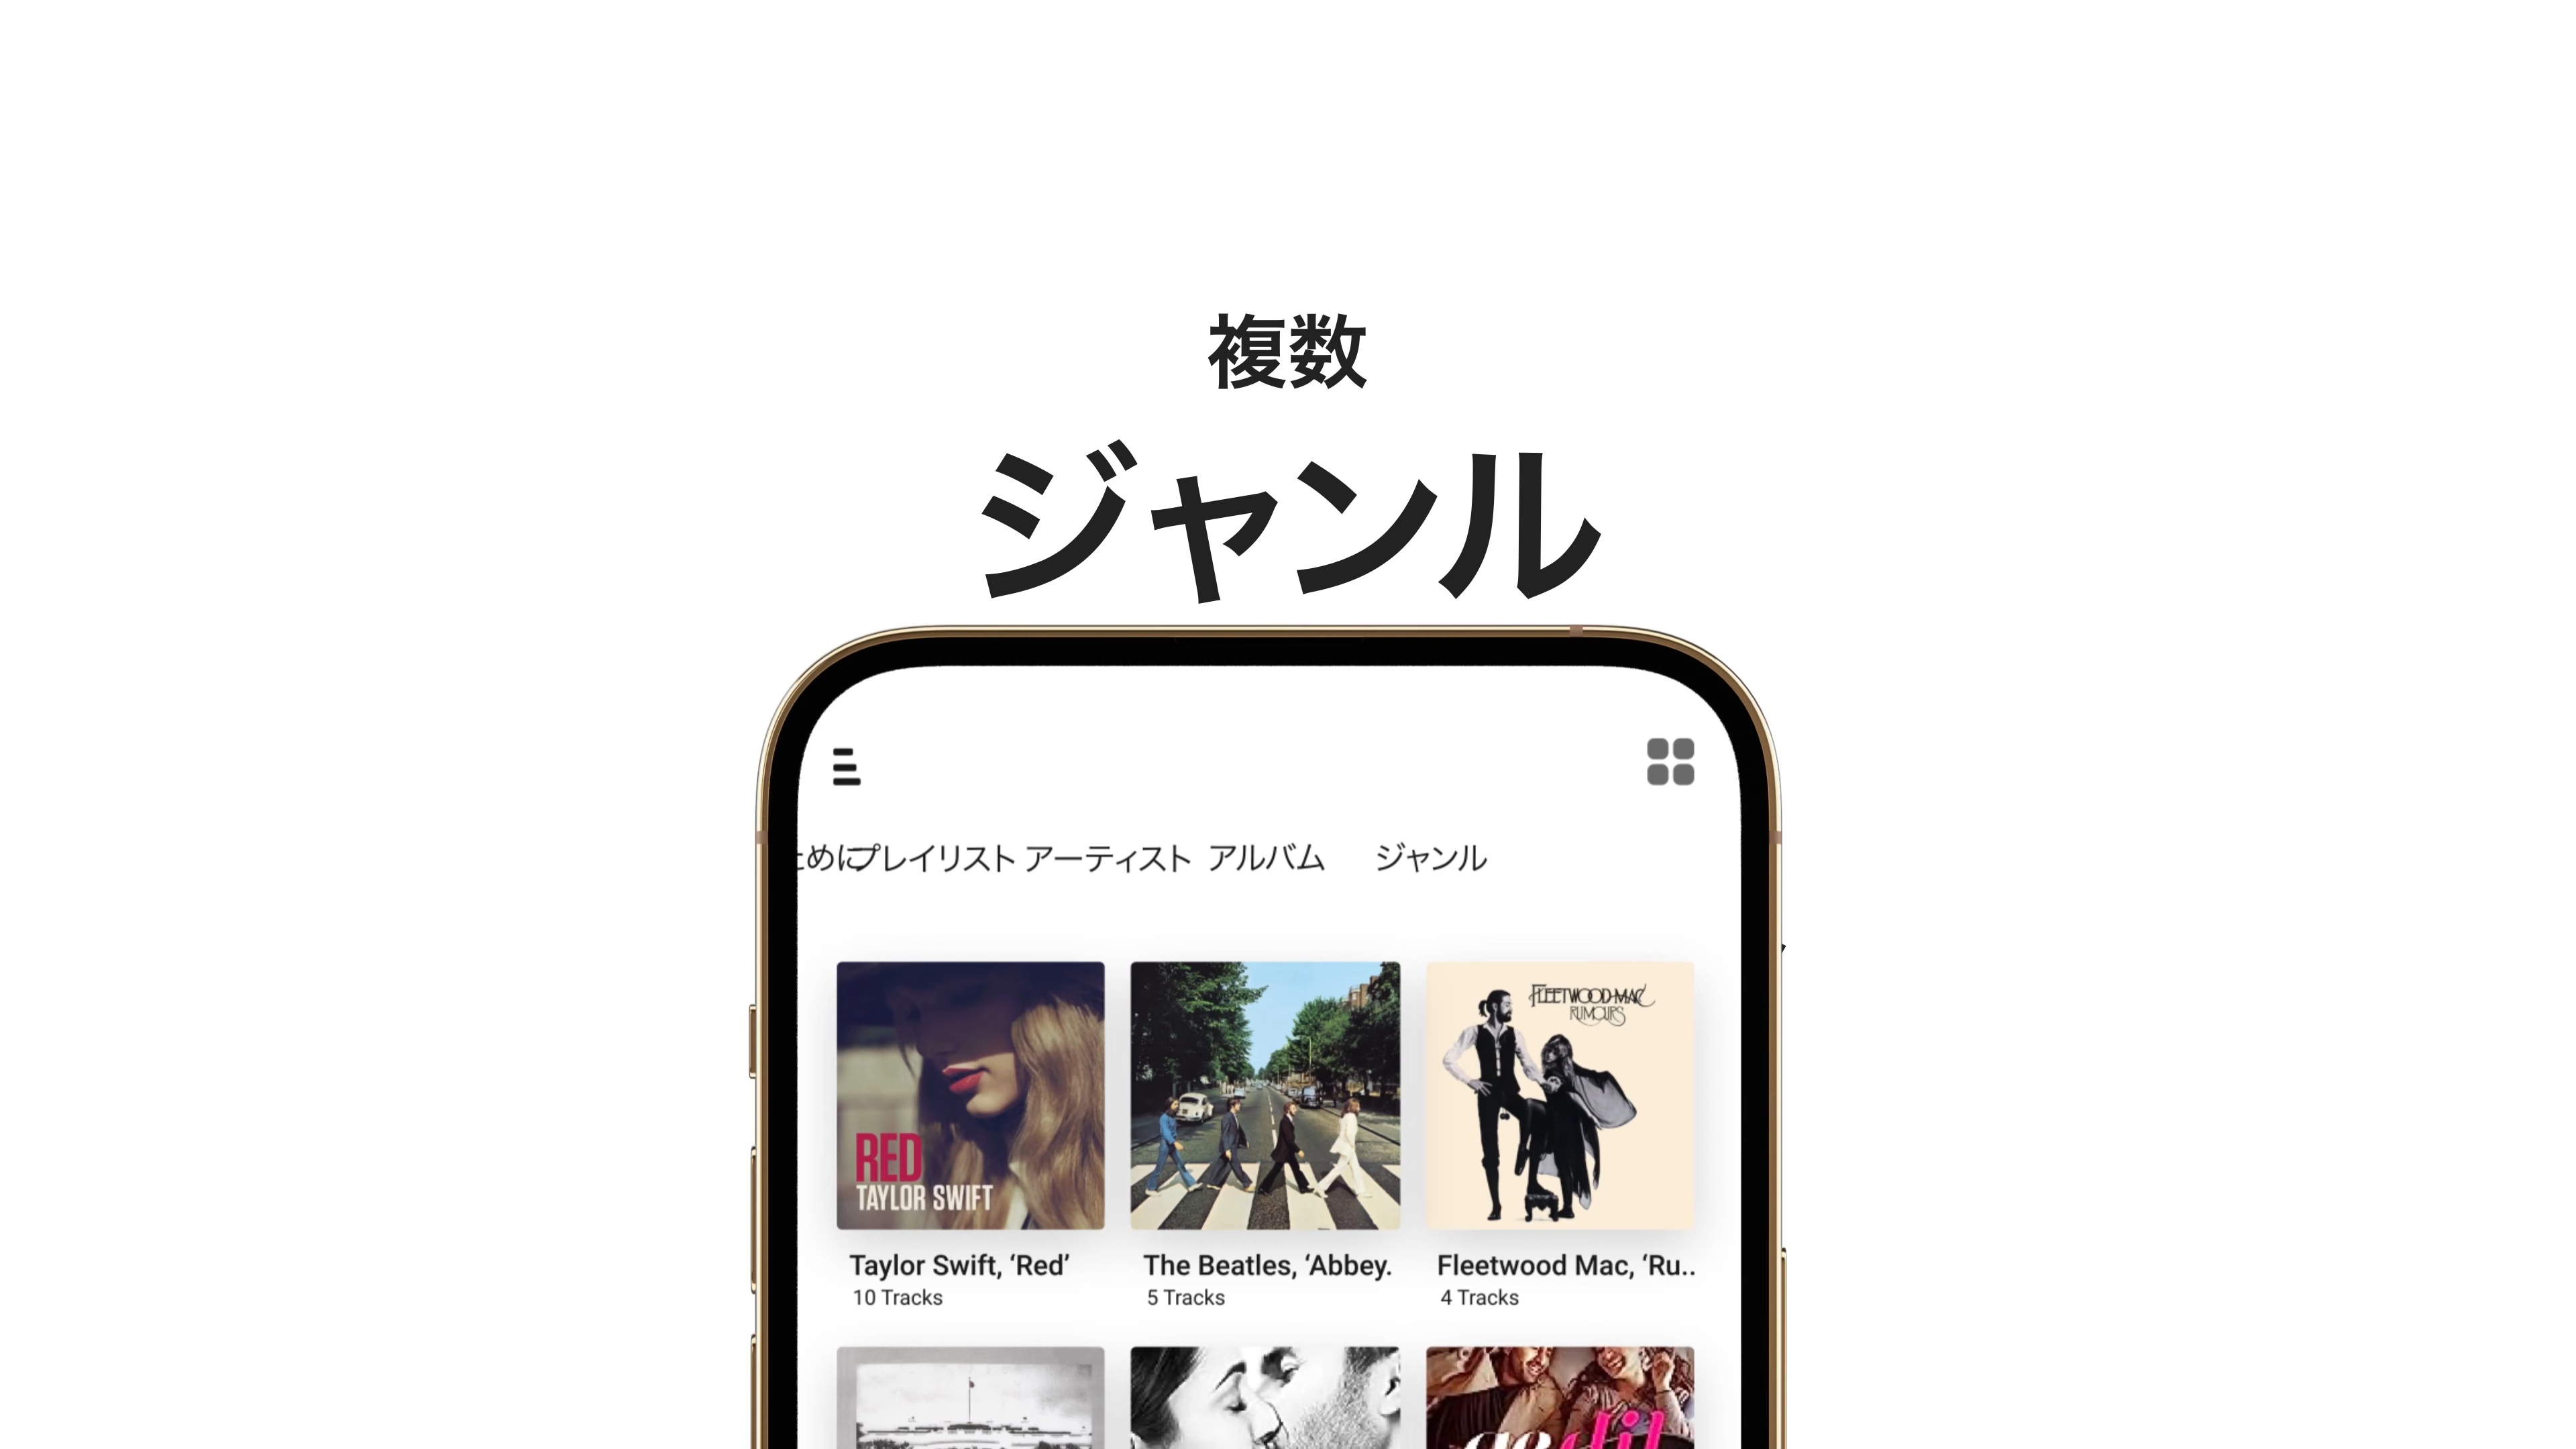 複数
ジャンル
めにプレイリスト アーティスト アルバム ジャンル
FLEETWOOD MAC
RUMOURS
RED
TAYLOR SWIFT
Taylor Swift, ‘Red’ The Beatles, ‘Abbey. Fleetwood Mac, ‘Ru..
10 Tracks 5 Tracks 4 Tracks